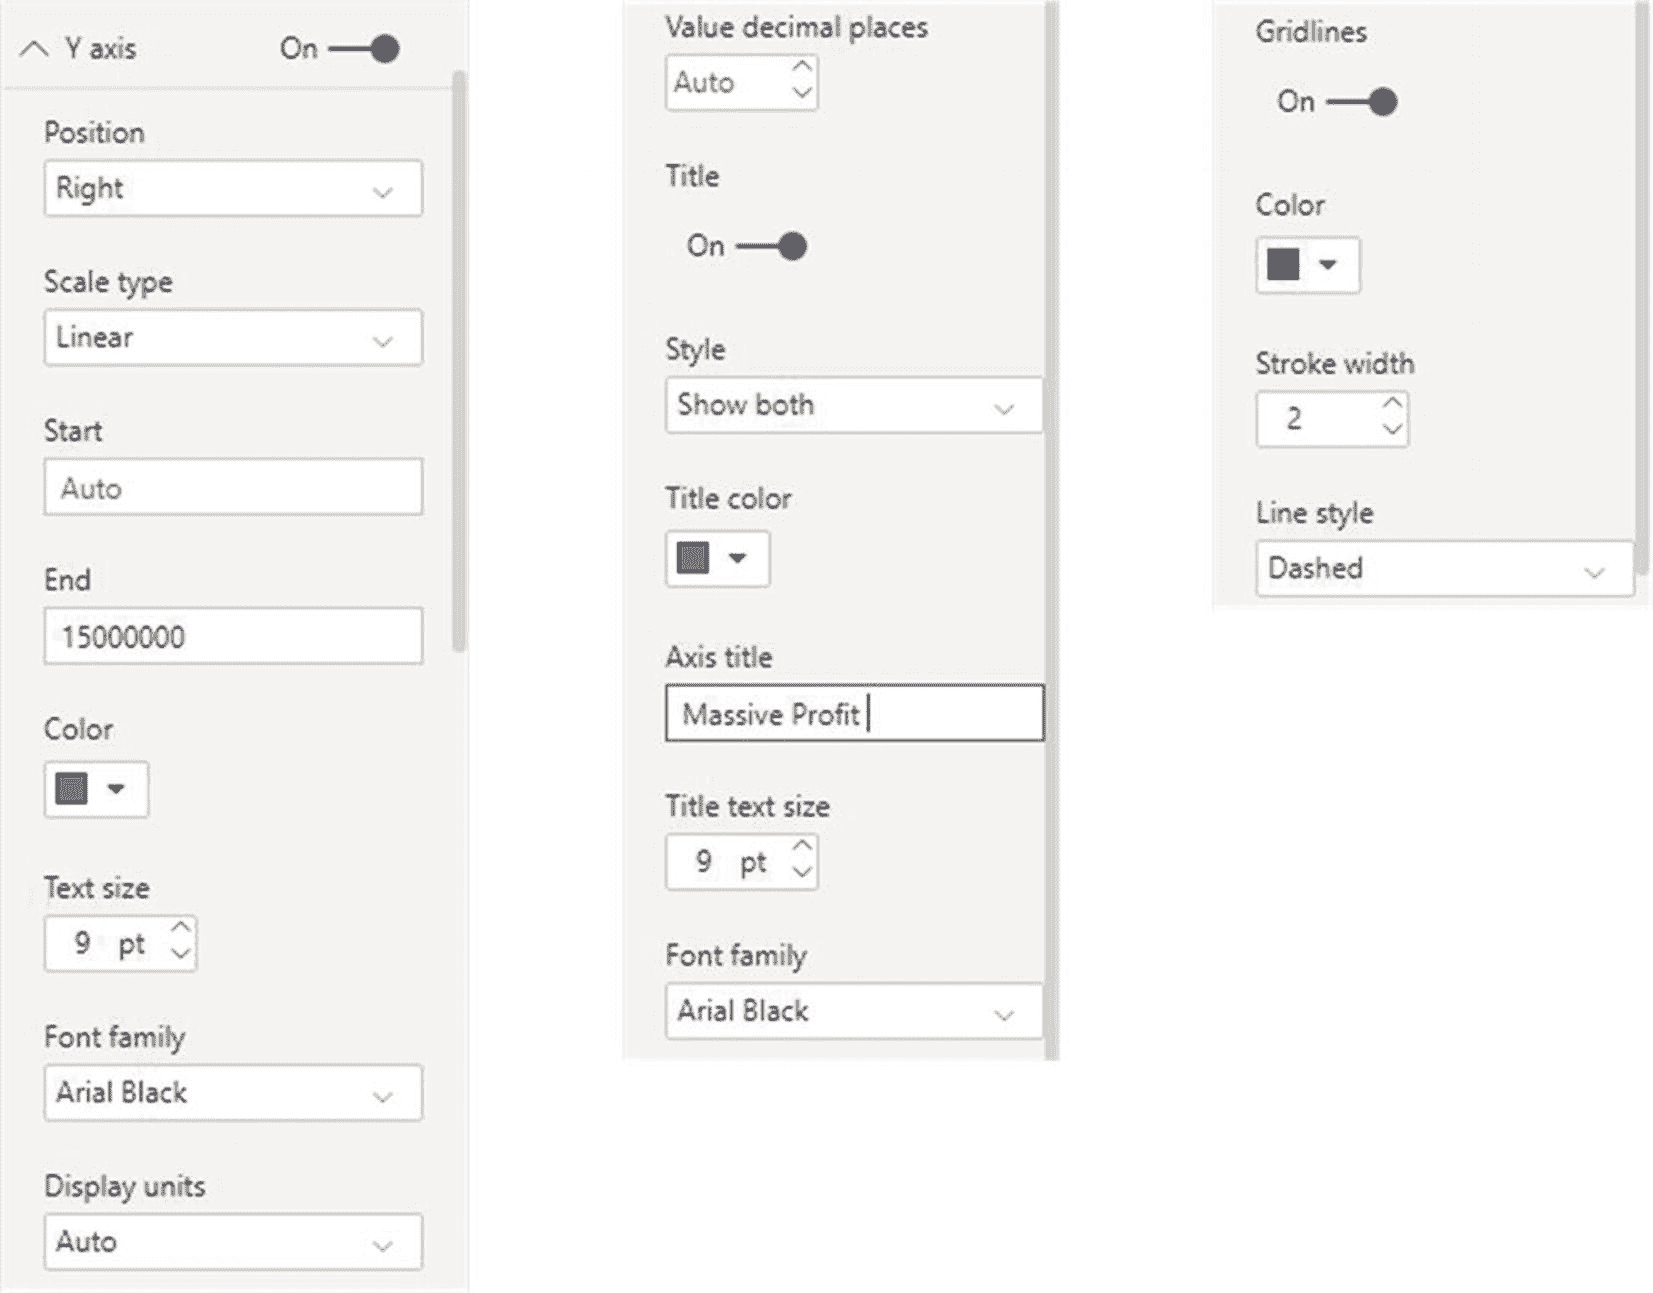 Y axis On
Position
Right
Scale type
Linear
Start
Auto
End
15000000
Color
Text size
9 pt
Font family
Arial Black
Display units
Auto
Value decimal places
Auto
Title
On
Style
Show both
Title color
Axis title
Massive Profit
Title text size
9 pt
Font family
Arial Black
Gridlines
On
Color
Stroke width
2
Line style
Dashed